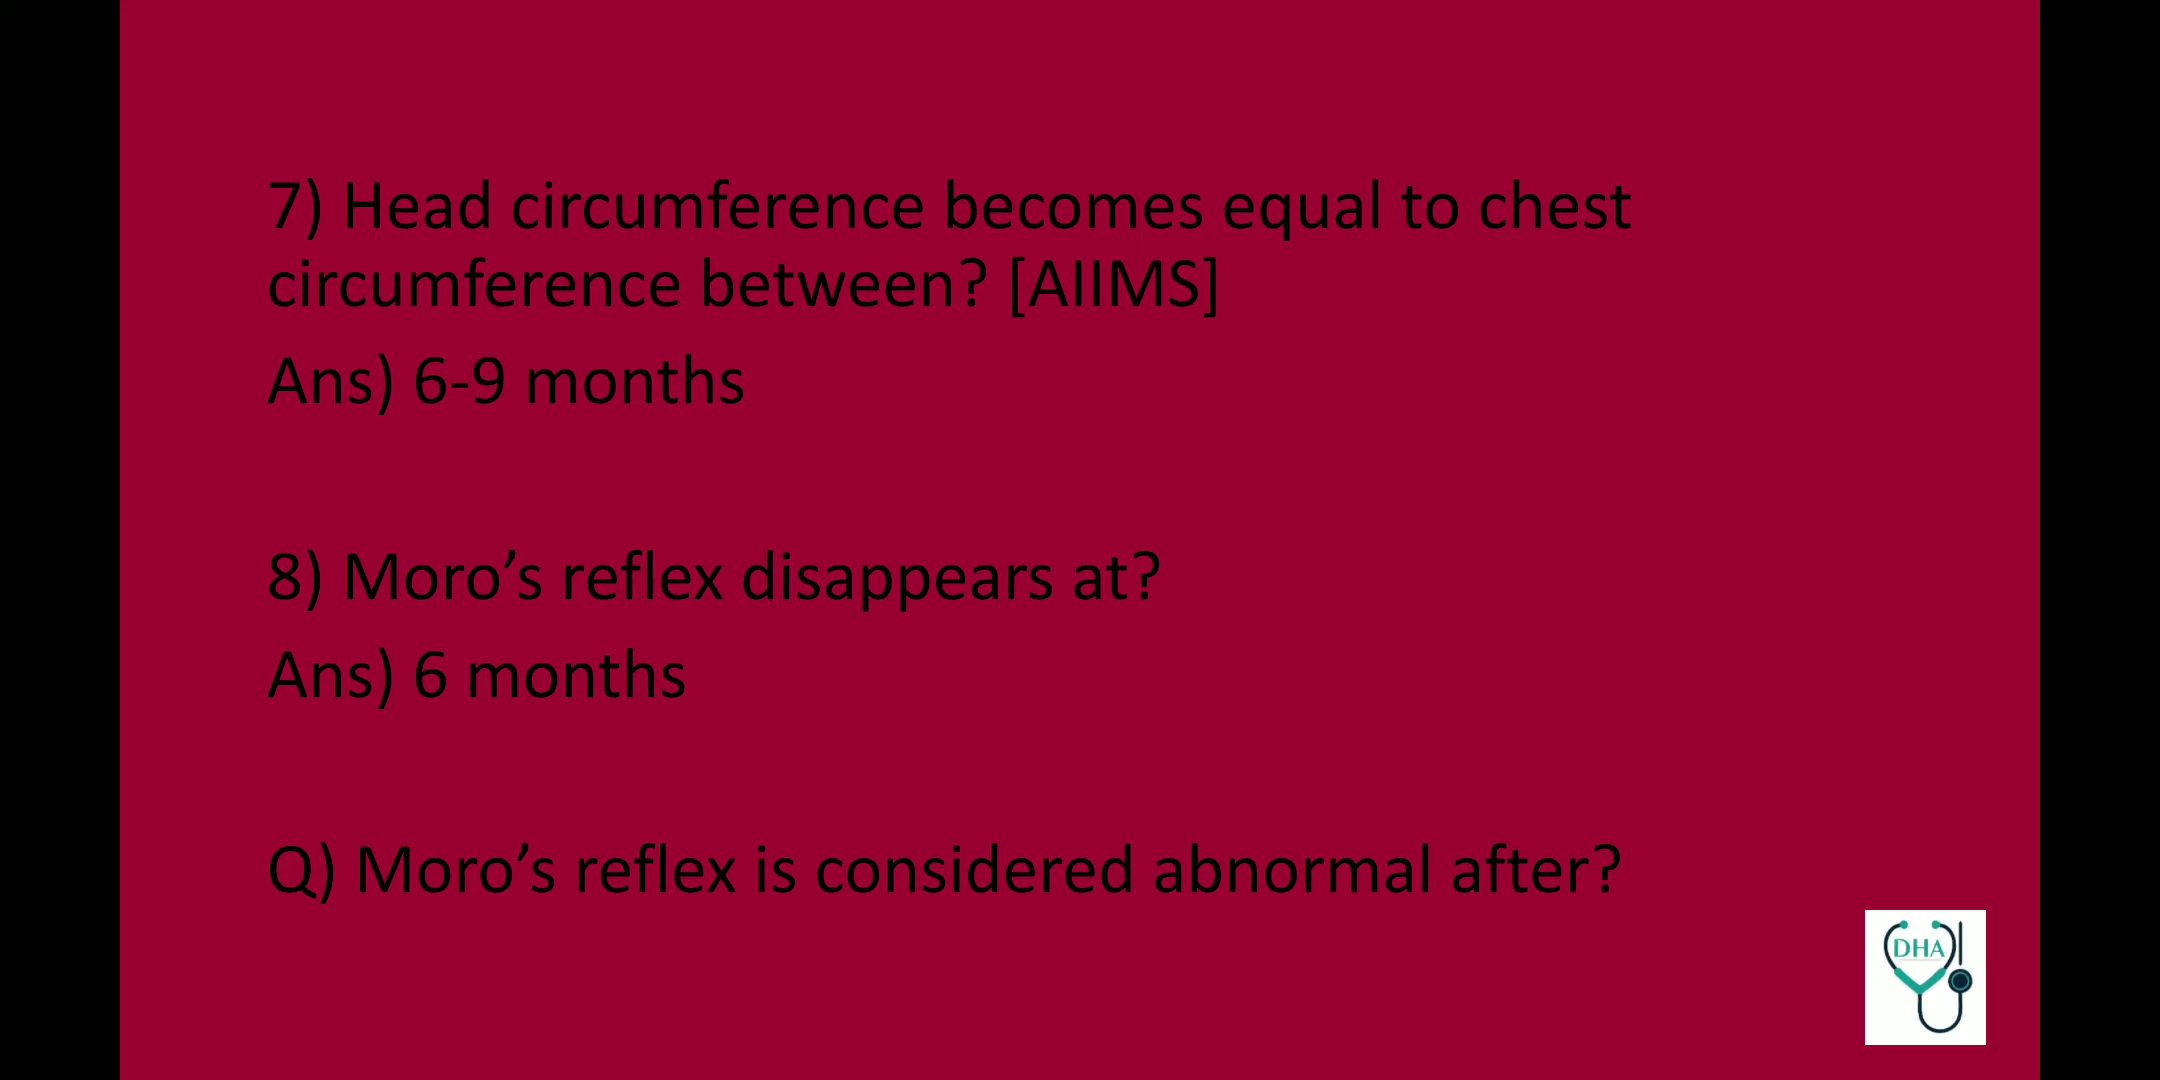 7) Head circumference becomes equal to chest
circumference between? [AIIMS]
Ans) 6-9 months
8) Moro’s reflex disappears at?
Ans) 6 months
Q) Moro’s reflex is considered abnormal after?
DHA